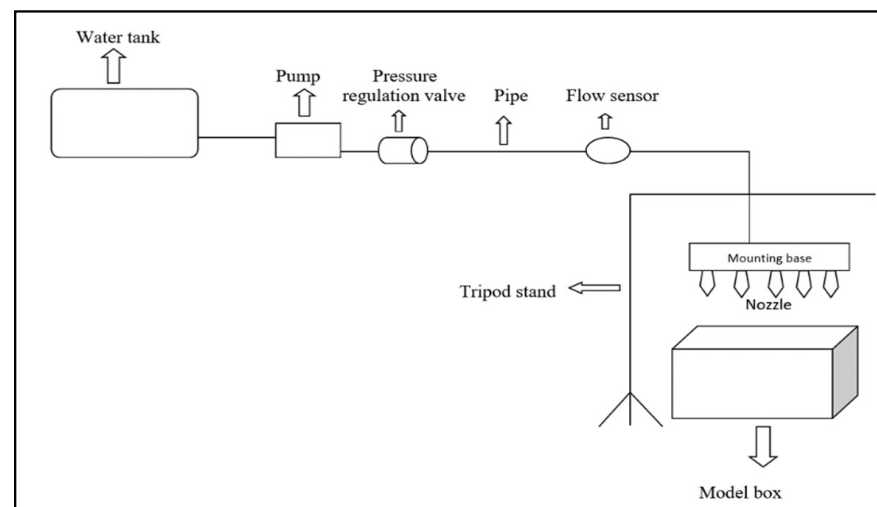 Water tank
Pump
Pressure
regulation valve
Pipe
Flow sensor
Mounting base
Nozzle
Tripod stand
Model box